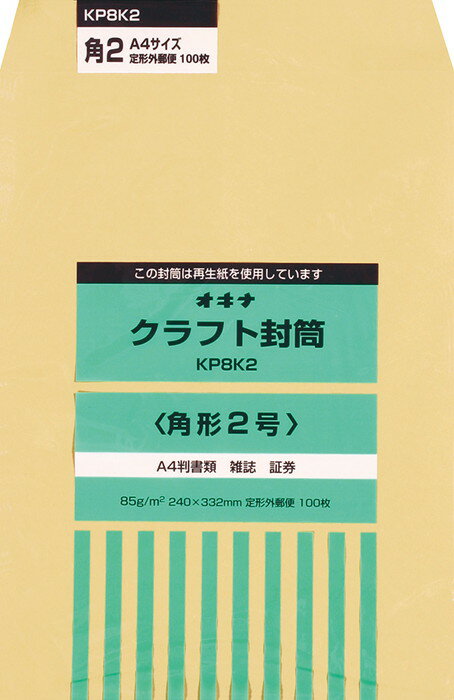 KP8K2
角2 A4サイズ
定形外郵便 100枚
この封筒は再生紙を使用しています
オキナ
クラフト封筒
KP8K2
〈角形2号〉
A4判書類 雑誌 証券
85g/m² 240×332mm 定形外郵便 100枚